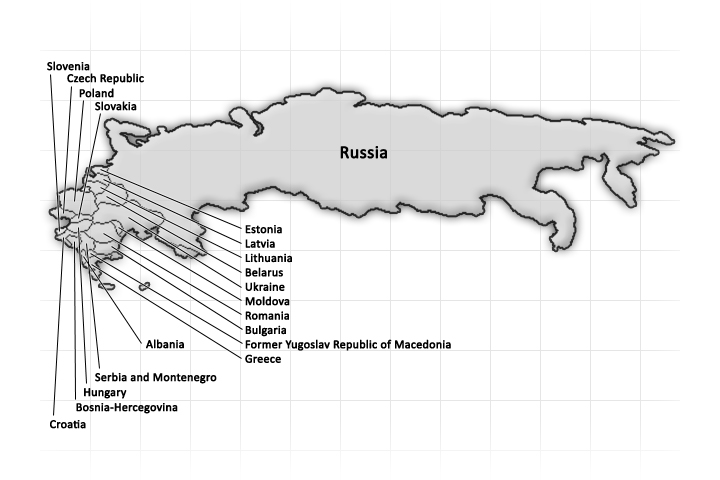 Slovenia
Czech Republic
Poland
Slovakia
Russia
Estonia
Latvia
Lithuania
Belarus
Ukraine
Moldova
Romania
Bulgaria
Former Yugoslav Republic of Macedonia
Greece
Albania
Serbia and Montenegro
Hungary
Bosnia-Hercegovina
Croatia